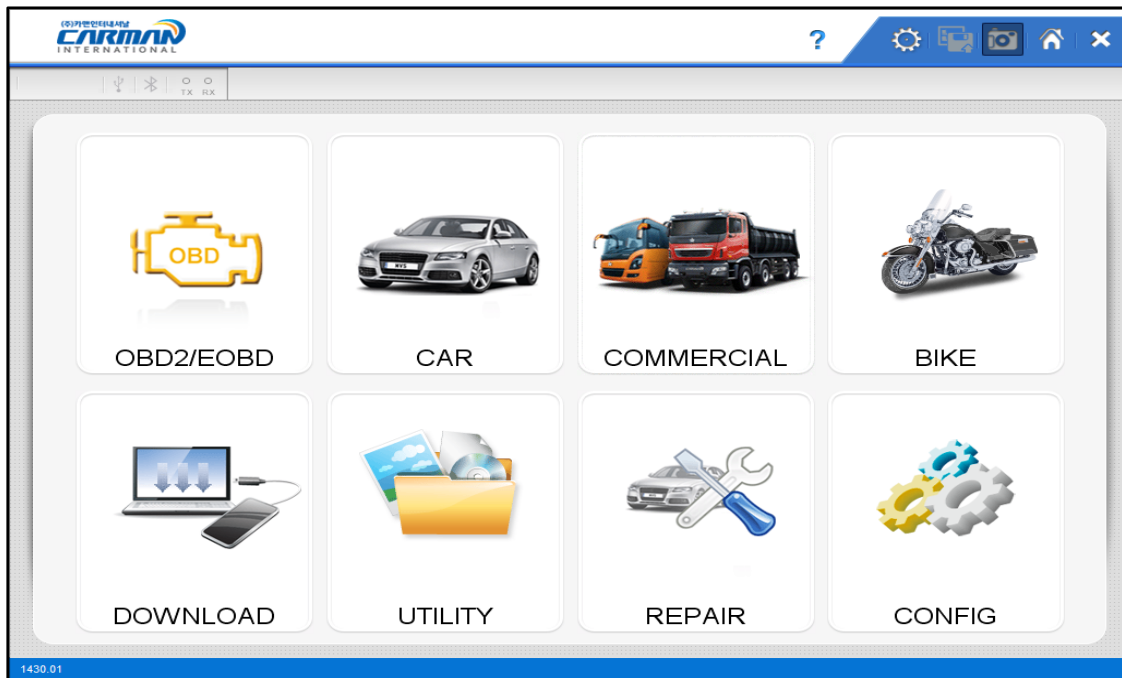 (주)카맨인터내셔날
CARMAN
INTERNATIONAL
?
TX RX
OBD
OBD2/EOBD
CAR
COMMERCIAL
BIKE
DOWNLOAD
UTILITY
REPAIR
CONFIG
1430.01